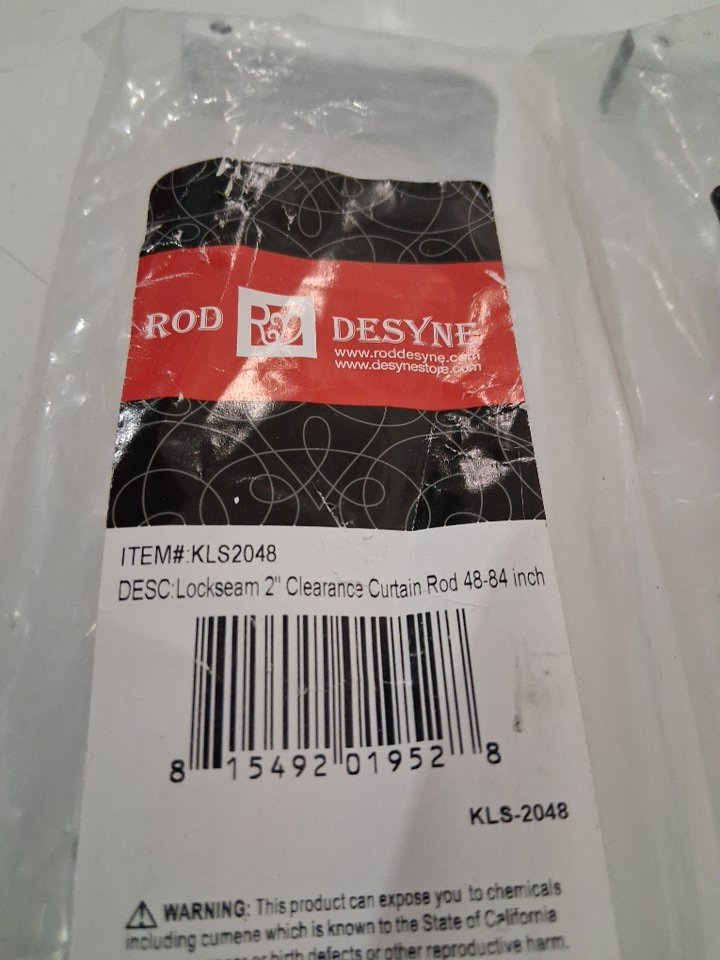 ROD RD DESYNE
www.roddesyne.com
www.desynestore.com
ITEM#:KLS2048
DESC:Lockseam 2" Clearance Curtain Rod 48-84 inch
8 15492 01952 8
KLS-2048
WARNING: This product can expose you to chemicals
including cumene which is known to the State of California
or birth defects or other reproductive harm.